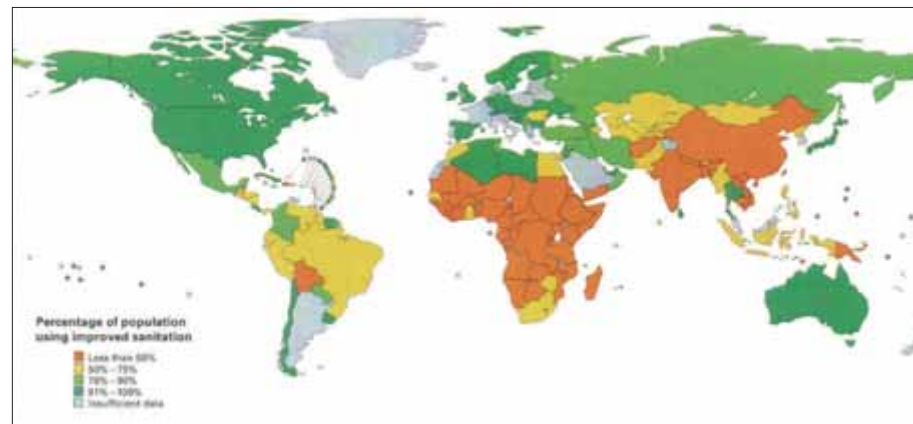 Percentage of population
using improved sanitation
Less than 50%
50% – 75%
76% – 90%
91% – 100%
Insufficient data